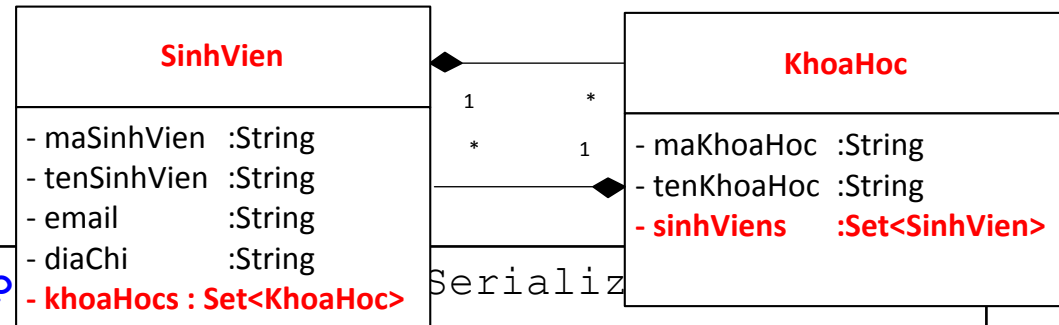 SinhVien
- maSinhVien :String
- tenSinhVien :String
- email :String
- diaChi :String
- khoaHocs : Set<KhoaHoc>
1 *
* 1
KhoaHoc
- maKhoaHoc :String
- tenKhoaHoc :String
- sinhViens :Set<SinhVien>
Serializ